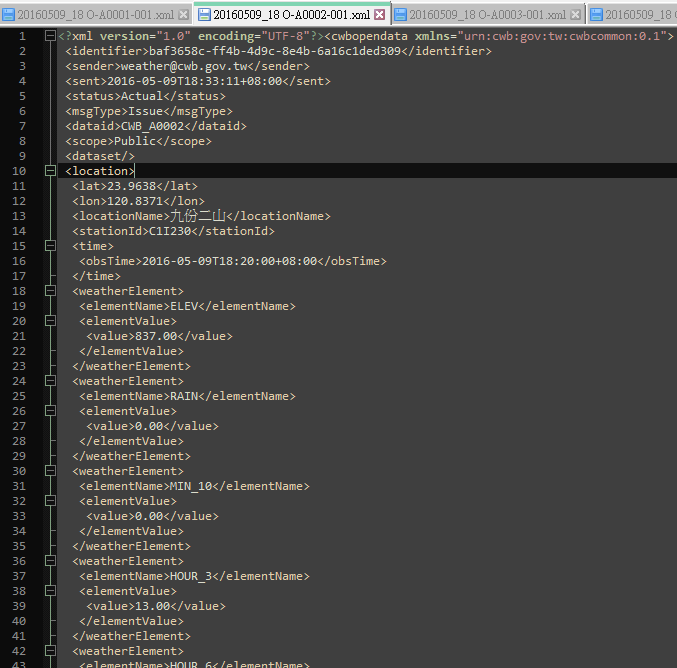 20160509_18 O-A0001-001.xml
20160509_18 O-A0002-001.xml
20160509_18 O-A0003-001.xml
20160509_18
1 <?xml version="1.0" encoding="UTF-8"?><cwbopendata xmlns="urn:cwb:gov:tw:cwbcommon:0.1">
2 <identifier>baf3658c-ff4b-4d9c-8e4b-6a16c1ded309</identifier>
3 <sender>weather@cwb.gov.tw</sender>
4 <sent>2016-05-09T18:33:11+08:00</sent>
5 <status>Actual</status>
6 <msgType>Issue</msgType>
7 <dataid>CWB_A0002</dataid>
8 <scope>Public</scope>
9 <dataset/>
10 <location>
11 <lat>23.9638</lat>
12 <lon>120.8371</lon>
13 <locationName>九份二山</locationName>
14 <stationId>C1I230</stationId>
15 <time>
16 <obsTime>2016-05-09T18:20:00+08:00</obsTime>
17 </time>
18 <weatherElement>
19 <elementName>ELEV</elementName>
20 <elementValue>
21 <value>837.00</value>
22 </elementValue>
23 </weatherElement>
24 <weatherElement>
25 <elementName>RAIN</elementName>
26 <elementValue>
27 <value>0.00</value>
28 </elementValue>
29 </weatherElement>
30 <weatherElement>
31 <elementName>MIN_10</elementName>
32 <elementValue>
33 <value>0.00</value>
34 </elementValue>
35 </weatherElement>
36 <weatherElement>
37 <elementName>HOUR_3</elementName>
38 <elementValue>
39 <value>13.00</value>
40 </elementValue>
41 </weatherElement>
42 <weatherElement>
43 <elementName>HOUR_6</elementName>